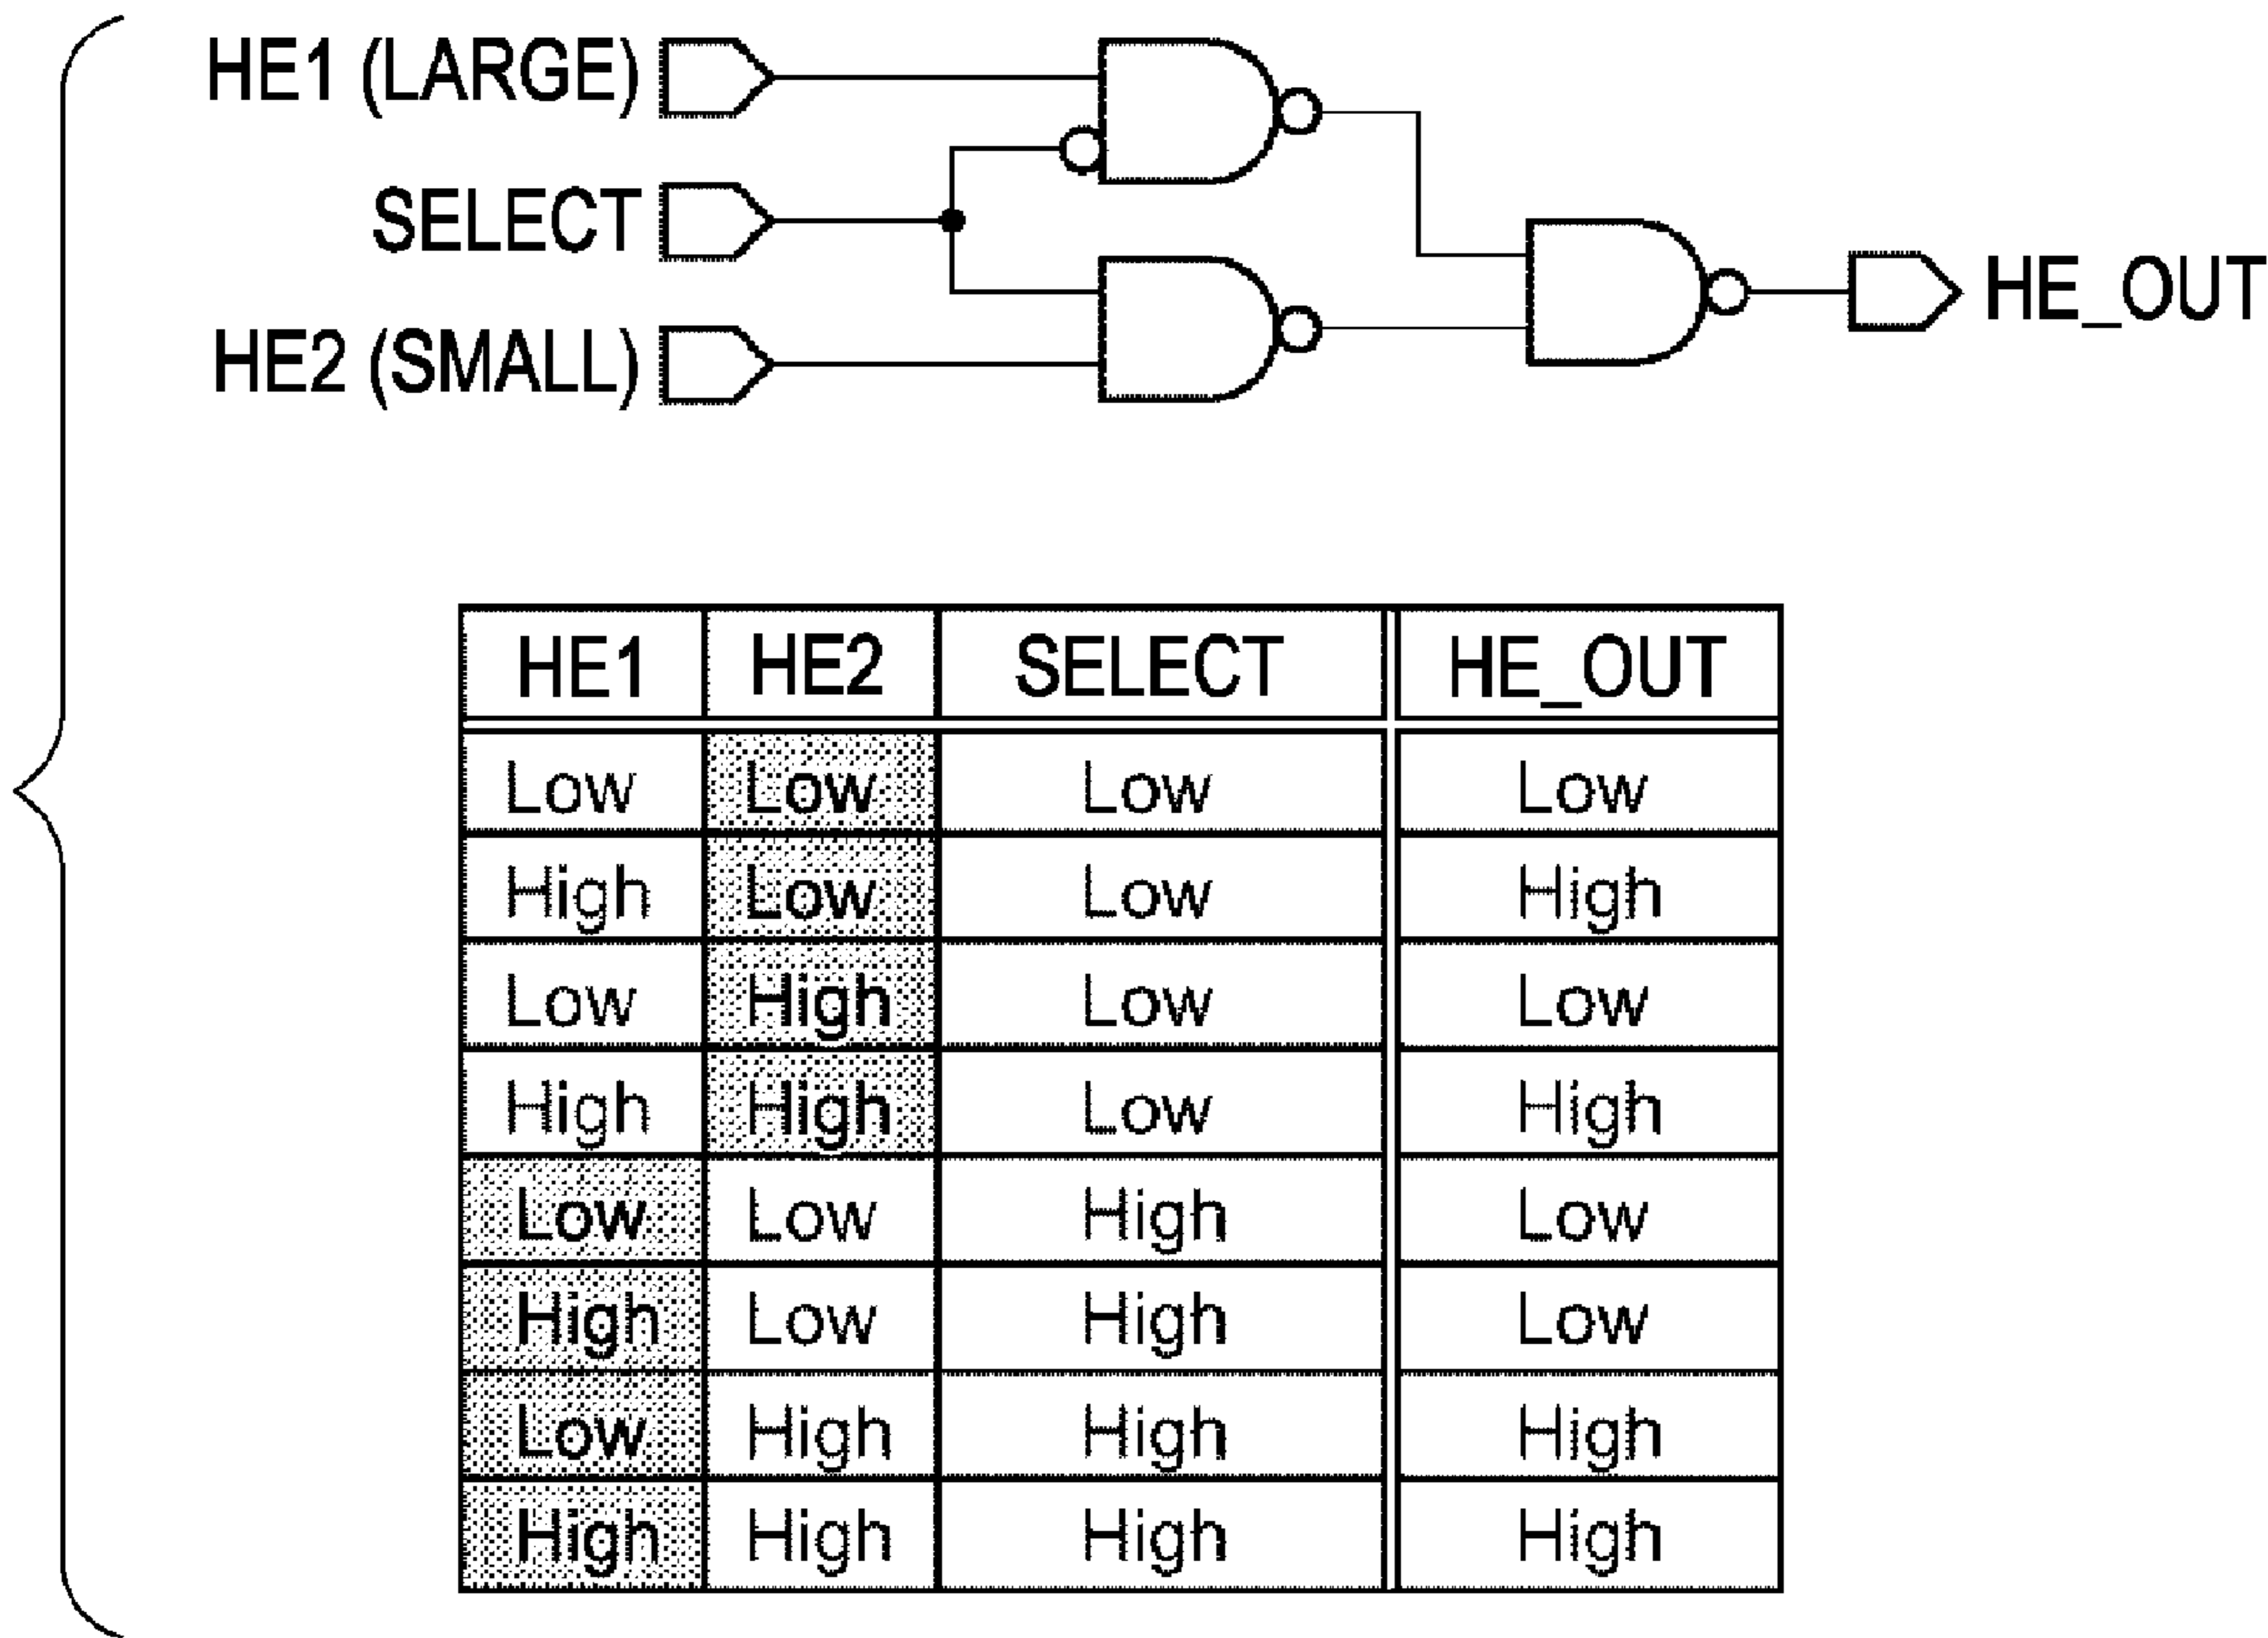 HE1 (LARGE)
SELECT
HE2 (SMALL)
HE_OUT
HE1 HE2 SELECT HE_OUT
Low Low Low Low
High Low Low High
Low High Low Low
High High Low High
Low Low High Low
High Low High Low
Low High High High
High High High High